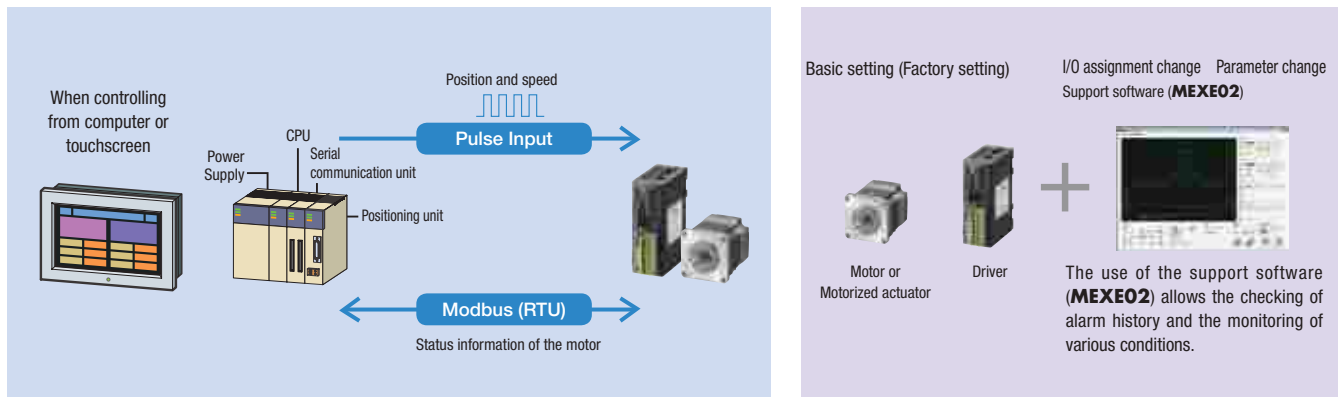 When controlling
from computer or
touchscreen
Power
Supply
CPU
Serial
communication unit
Positioning unit
Position and speed
Pulse Input
Modbus (RTU)
Status information of the motor
Basic setting (Factory setting)
I/O assignment change Parameter change
Support software (MEXE02)
Motor or
Motorized actuator
Driver
The use of the support software
(MEXE02) allows the checking of
alarm history and the monitoring of
various conditions.